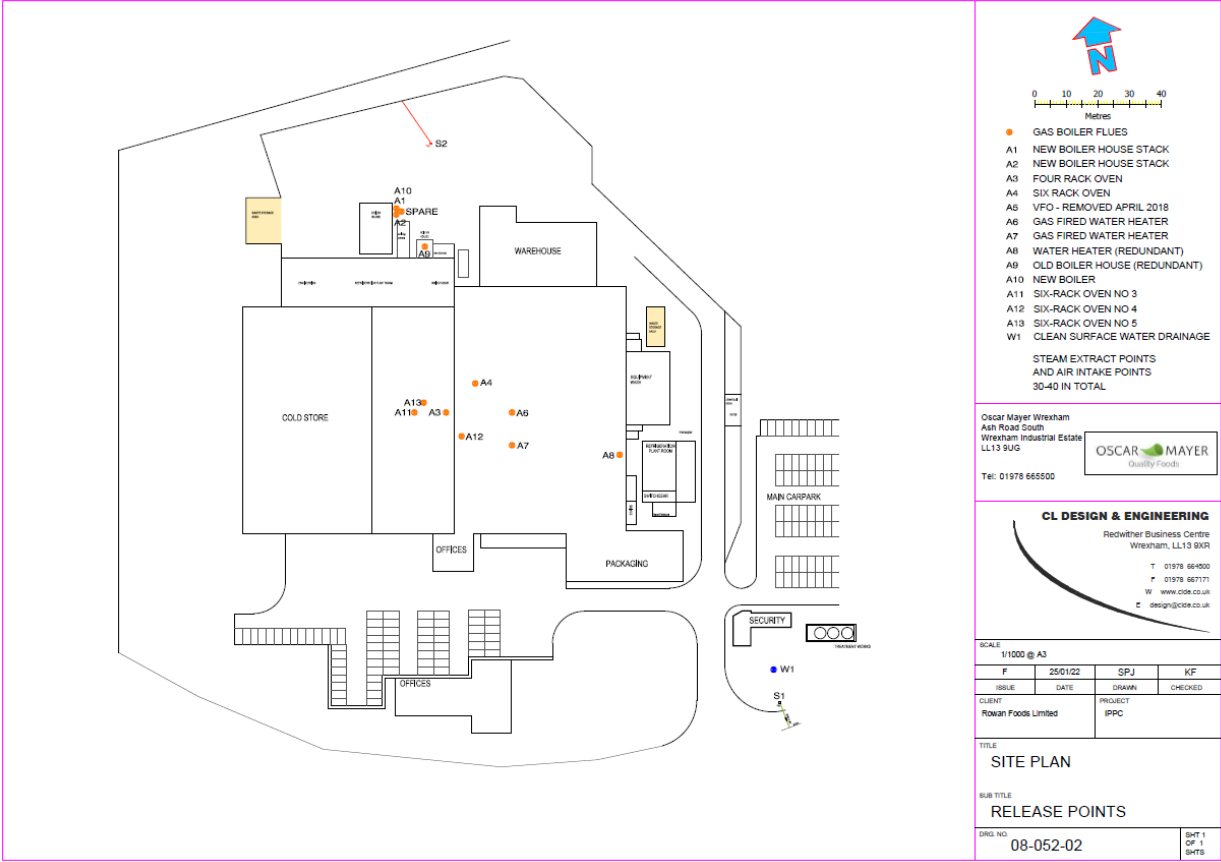 S2
A10
A1
SPARE
A2
A9
WAREHOUSE
COLD STORE
A4
A13
A11
A3
A6
A12
A7
A8
EQUIPMENT
WASH
REFRIGERATION
PLANT ROOM
SWITCHGEAR
MAIN CARPARK
OFFICES
PACKAGING
SECURITY
TREATMENT WORKS
OFFICES
W1
S1
N
0 10 20 30 40
Metres
GAS BOILER FLUES
A1 NEW BOILER HOUSE STACK
A2 NEW BOILER HOUSE STACK
A3 FOUR RACK OVEN
A4 SIX RACK OVEN
A5 VFO - REMOVED APRIL 2018
A6 GAS FIRED WATER HEATER
A7 GAS FIRED WATER HEATER
A8 WATER HEATER (REDUNDANT)
A9 OLD BOILER HOUSE (REDUNDANT)
A10 NEW BOILER
A11 SIX-RACK OVEN NO 3
A12 SIX-RACK OVEN NO 4
A13 SIX-RACK OVEN NO 5
W1 CLEAN SURFACE WATER DRAINAGE
STEAM EXTRACT POINTS
AND AIR INTAKE POINTS
30-40 IN TOTAL
Oscar Mayer Wrexham
Ash Road South
Wrexham Industrial Estate
LL13 9UG
Tel: 01978 665500
OSCAR MAYER
Quality Foods
CL DESIGN & ENGINEERING
Redwither Business Centre
Wrexham, LL13 9XR
T 01978 664500
F 01978 667171
W www.clde.co.uk
E design@clde.co.uk
SCALE
1/1000 @ A3
F 25/01/22 SPJ KF
ISSUE DATE DRAWN CHECKED
CLIENT PROJECT
Rowan Foods Limited IPPC
TITLE
SITE PLAN
SUB TITLE
RELEASE POINTS
DRG. NO.
08-052-02
SHT 1
OF 1
SHTS